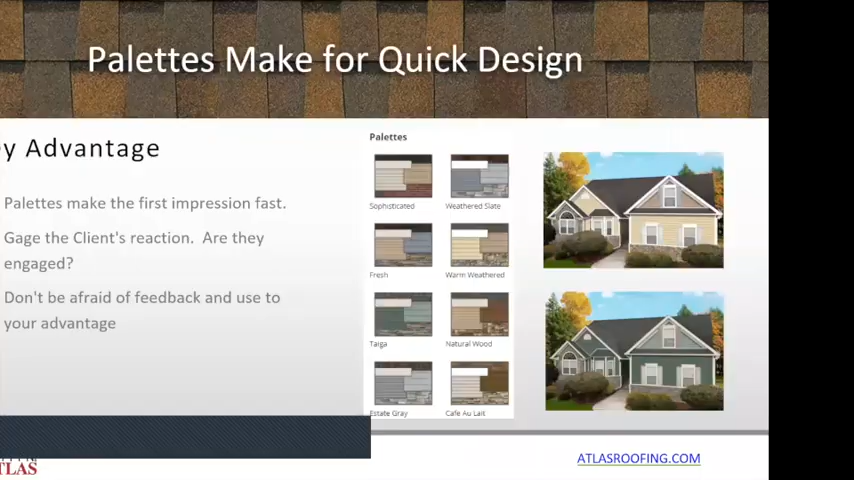 Palettes Make for Quick Design
y Advantage
Palettes make the first impression fast.
Gage the Client's reaction. Are they
engaged?
Don't be afraid of feedback and use to
your advantage
Palettes
Sophisticated
Weathered Slate
Fresh
Warm Weathered
Taiga
Natural Wood
Estate Gray
Cafe Au Lait
TLAS
ATLASROOFING.COM